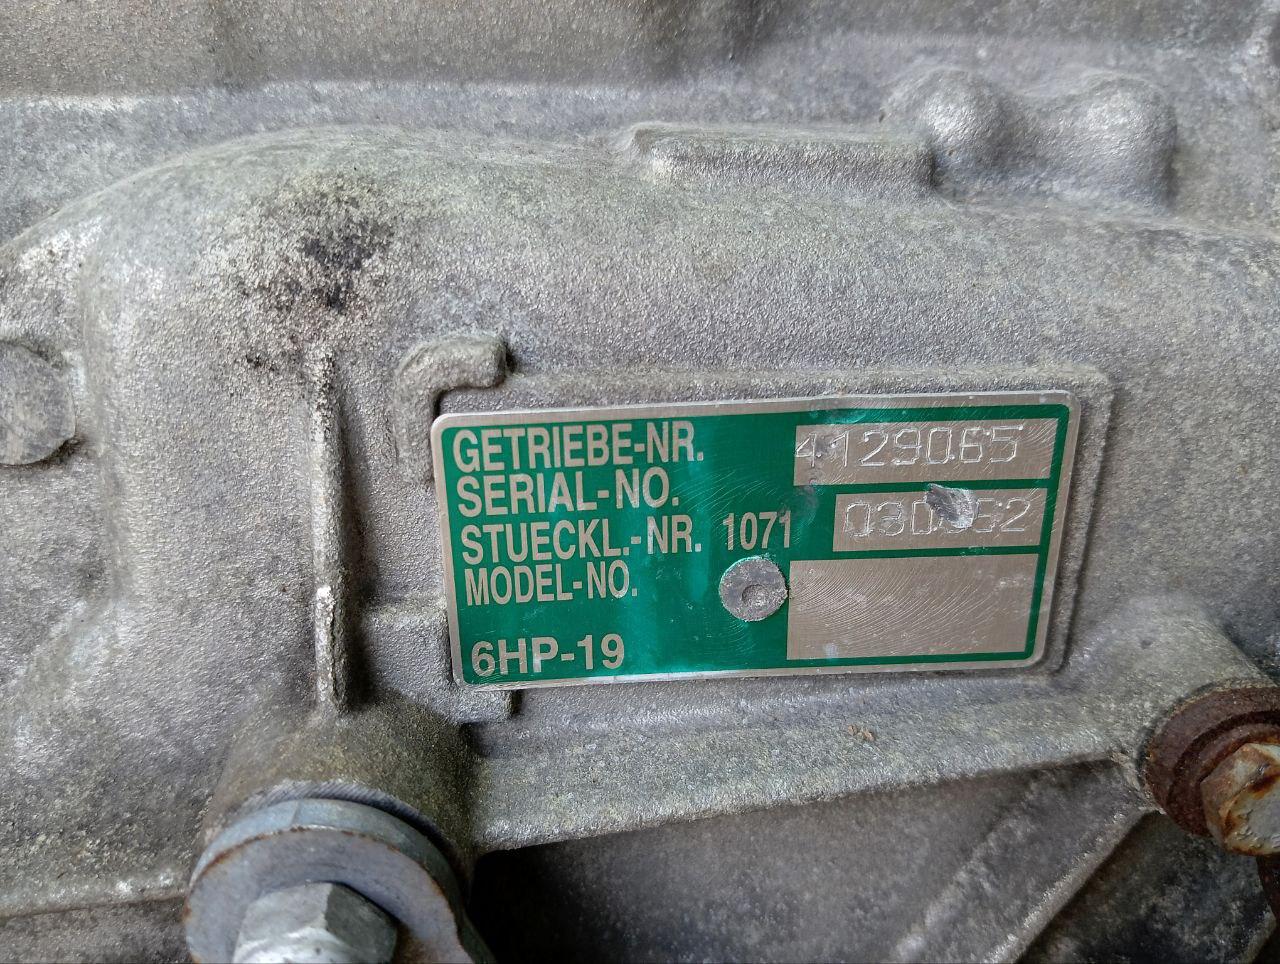 GETRIEBE-NR. 4129065
SERIAL-NO.
STUECKL.-NR. 1071
MODEL-NO.
6HP-19